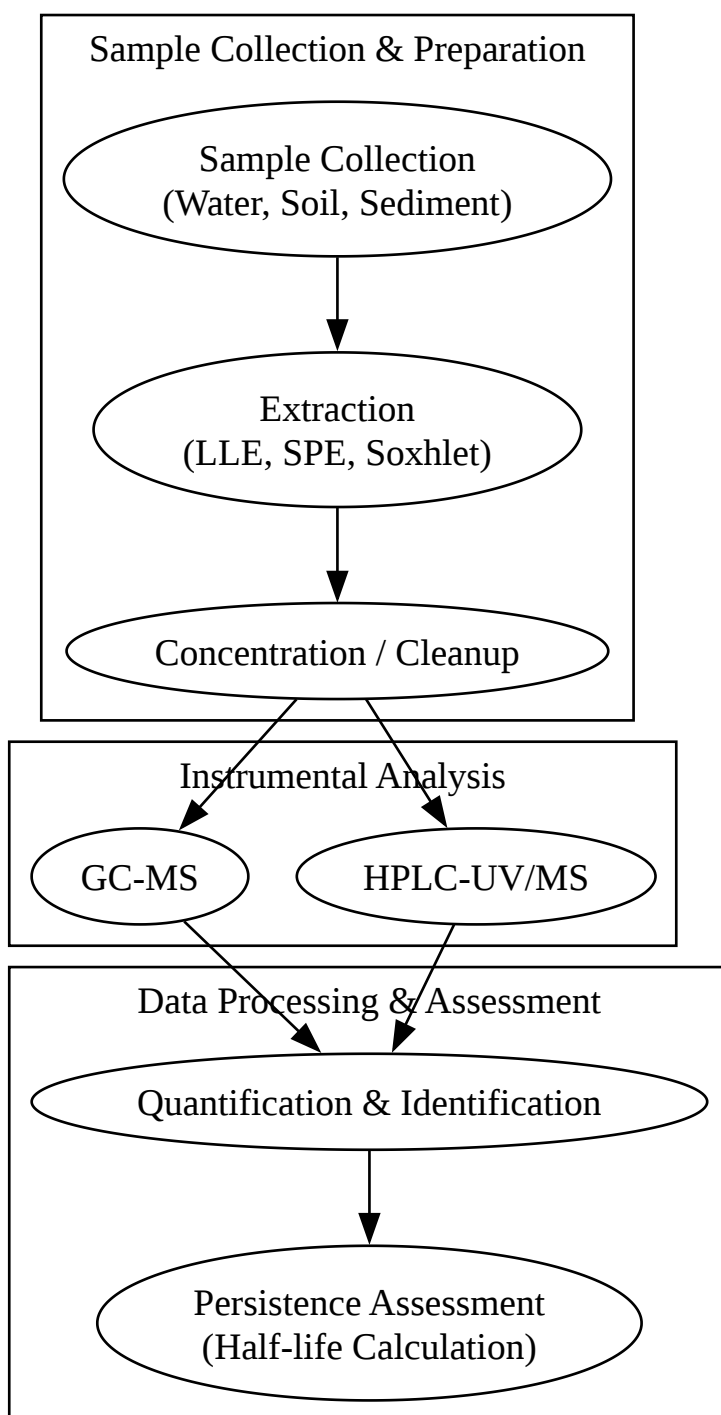 Sample Collection & Preparation
Sample Collection
(Water, Soil, Sediment)
Extraction
(LLE, SPE, Soxhlet)
Concentration / Cleanup
Instrumental Analysis
GC-MS
HPLC-UV/MS
Data Processing & Assessment
Quantification & Identification
Persistence Assessment
(Half-life Calculation)